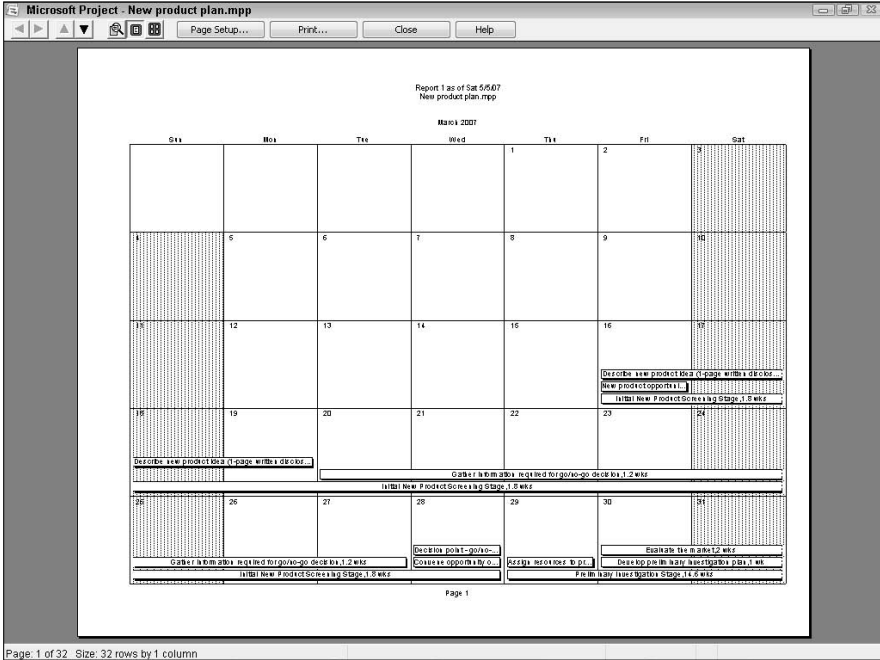 Microsoft Project - New product plan.mpp
Page Setup... Print... Close Help
Report 1 as of Sat 5/5/07
New product plan.mpp
March 2007
Sun Mon Tue Wed Thu Fri Sat
1 2 3
4 5 6 7 8 9 10
11 12 13 14 15 16 17
Describe new product idea (1-page written disclos...
New product opportuni...
Initial New Product Screening Stage,1.8 wks
18 19 20 21 22 23 24
Describe new product idea (1-page written disclos...
Gather information required for go/no-go decision,1.2 wks
Initial New Product Screening Stage,1.8 wks
25 26 27 28 29 30 31
Decision point - go/no-... Evaluate the market,2 wks
Gather information required for go/no-go decision,1.2 wks Convene opportunity o... Assign resources to pr... Develop preliminary investigation plan,1 wk
Initial New Product Screening Stage,1.8 wks Preliminary Investigation Stage,14.6 wks
Page 1
Page: 1 of 32 Size: 32 rows by 1 column